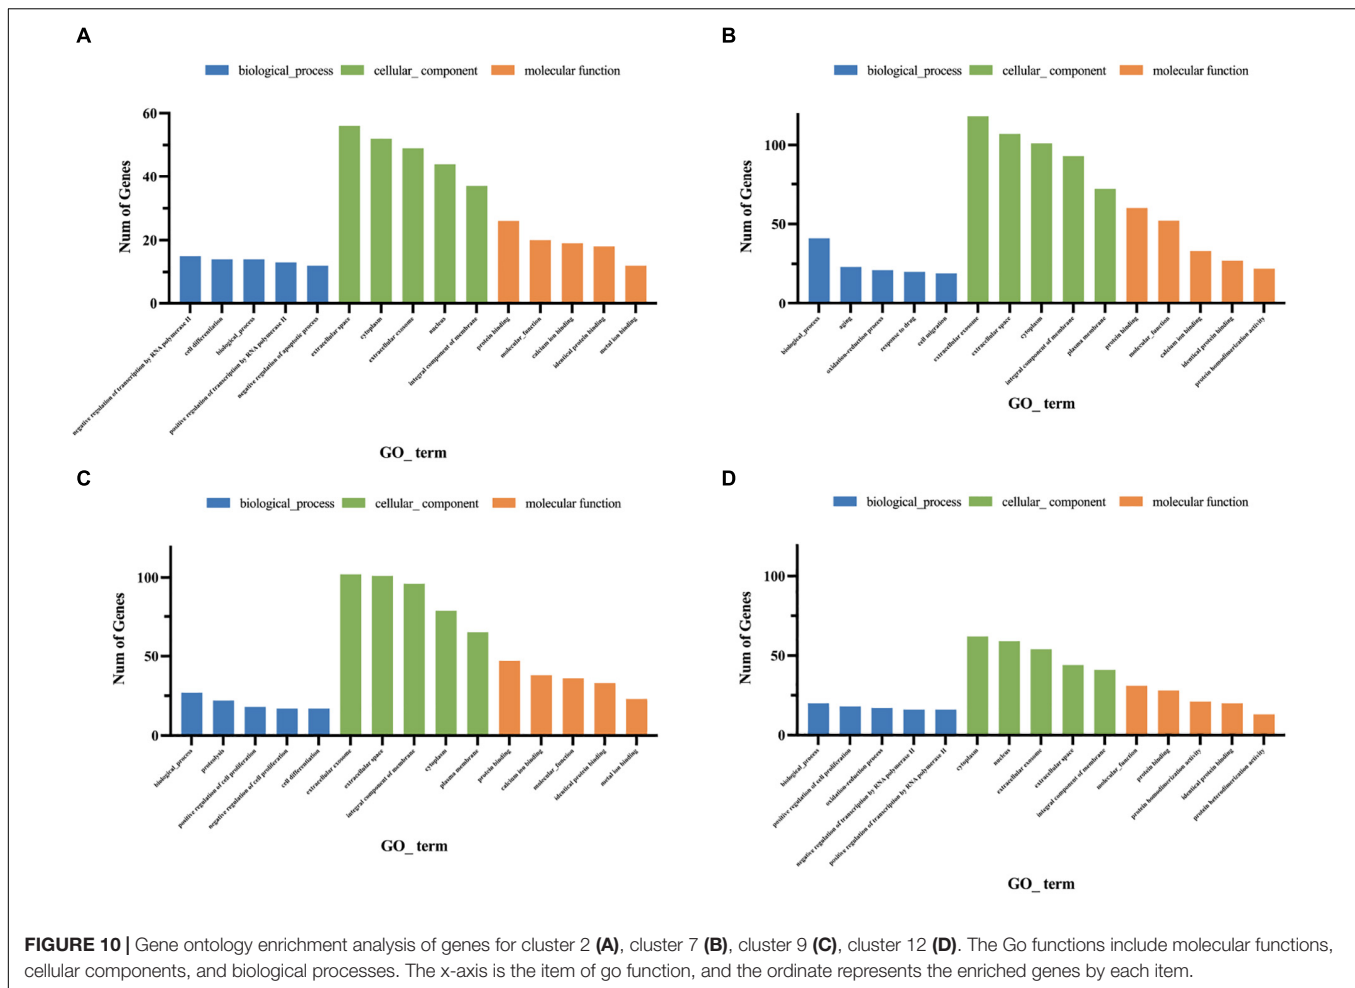 A
biological_process cellular_ component molecular function
Num of Genes
60
40
20
0
negative regulation of transcription by RNA polymerase II
cell differentiation
biological_process
positive regulation of transcription by RNA polymerase II
negative regulation of apoptotic process
extracellular space
cytoplasm
extracellular exosome
nucleus
integral component of membrane
protein binding
molecular_function
calcium ion binding
identical protein binding
metal ion binding
GO_ term
B
biological_process cellular_ component molecular function
Num of Genes
100
50
0
biological_process
aging
oxidation-reduction process
response to drug
cell migration
extracellular exosome
extracellular space
cytoplasm
integral component of membrane
plasma membrane
protein binding
molecular_function
calcium ion binding
identical protein binding
protein homodimerization activity
GO_ term
C
biological_process cellular_ component molecular function
Num of Genes
100
50
0
biological_process
proteolysis
positive regulation of cell proliferation
negative regulation of cell proliferation
cell differentiation
extracellular exosome
extracellular space
integral component of membrane
cytoplasm
plasma membrane
protein binding
calcium ion binding
molecular_function
identical protein binding
metal ion binding
GO_ term
D
biological_process cellular_ component molecular function
Num of Genes
100
50
0
biological_process
positive regulation of cell proliferation
oxidation-reduction process
negative regulation of transcription by RNA polymerase II
positive regulation of transcription by RNA polymerase II
cytoplasm
nucleus
extracellular exosome
extracellular space
integral component of membrane
molecular_function
protein binding
protein homodimerization activity
identical protein binding
protein heterodimerization activity
GO_ term
FIGURE 10 | Gene ontology enrichment analysis of genes for cluster 2 (A), cluster 7 (B), cluster 9 (C), cluster 12 (D). The Go functions include molecular functions,
cellular components, and biological processes. The x-axis is the item of go function, and the ordinate represents the enriched genes by each item.